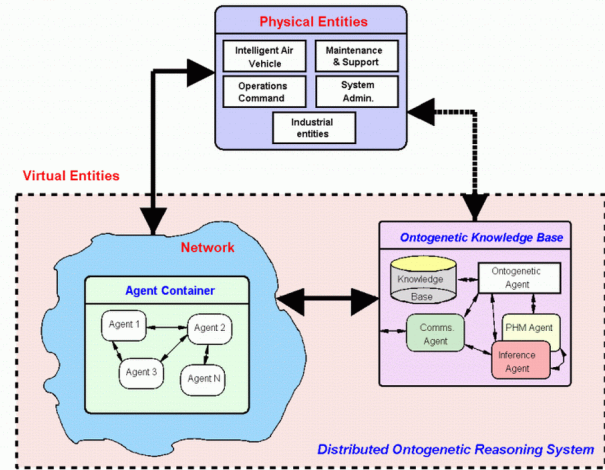 Physical Entities
Intelligent Air
Vehicle
Maintenance
& Support
Operations
Command
System
Admin.
Industrial
entities
Virtual Entities
Network
Agent Container
Agent 1
Agent 2
Agent 3
Agent N
Ontogenetic Knowledge Base
Knowledge
Base
Ontogenetic
Agent
Comms.
Agent
PHM Agent
Inference
Agent
Distributed Ontogenetic Reasoning System